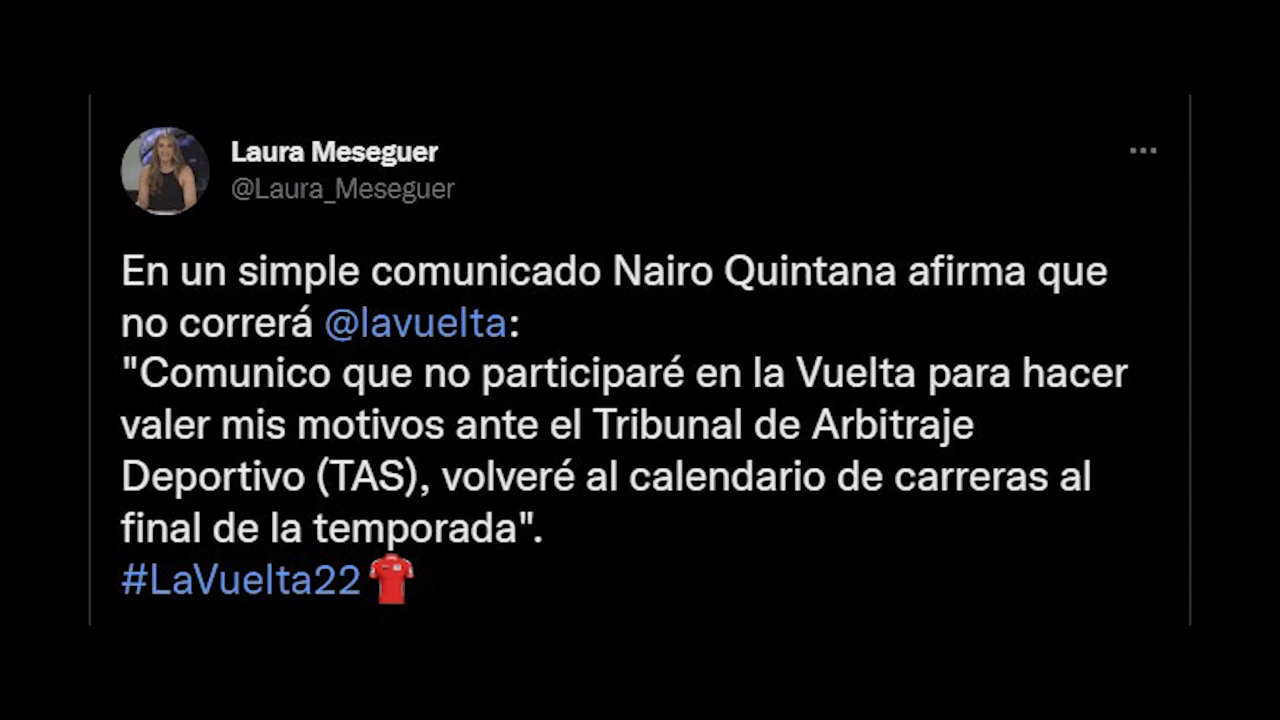 Laura Meseguer
@Laura_Meseguer
En un simple comunicado Nairo Quintana afirma que
no correrá @lavuelta:
"Comunico que no participaré en la Vuelta para hacer
valer mis motivos ante el Tribunal de Arbitraje
Deportivo (TAS), volveré al calendario de carreras al
final de la temporada".
#LaVuelta22